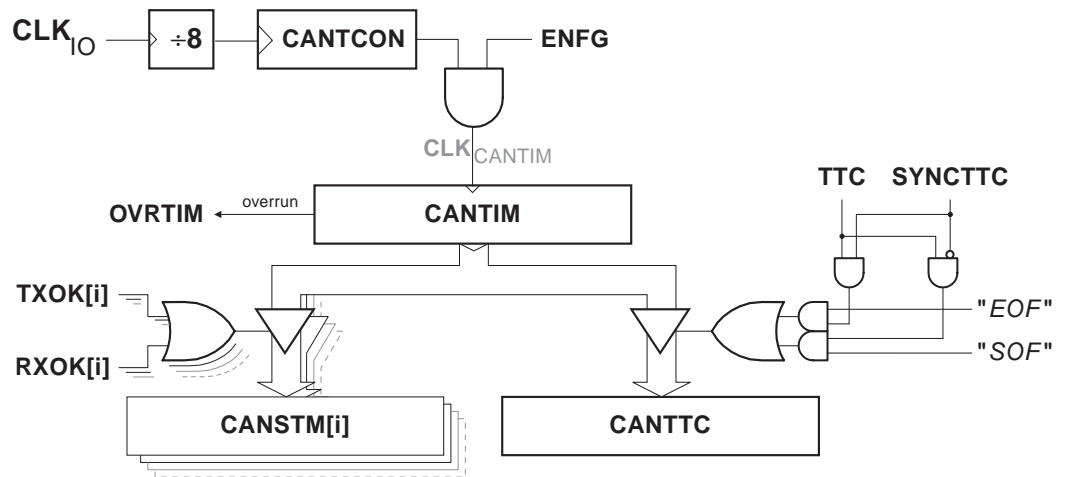 CLKIO
÷8
CANTCON
ENFG
CLKCANTIM
TTC SYNCTTC
OVRTIM
overrun
CANTIM
TXOK[i]
"EOF"
RXOK[i]
"SOF"
CANSTM[i]
CANTTC